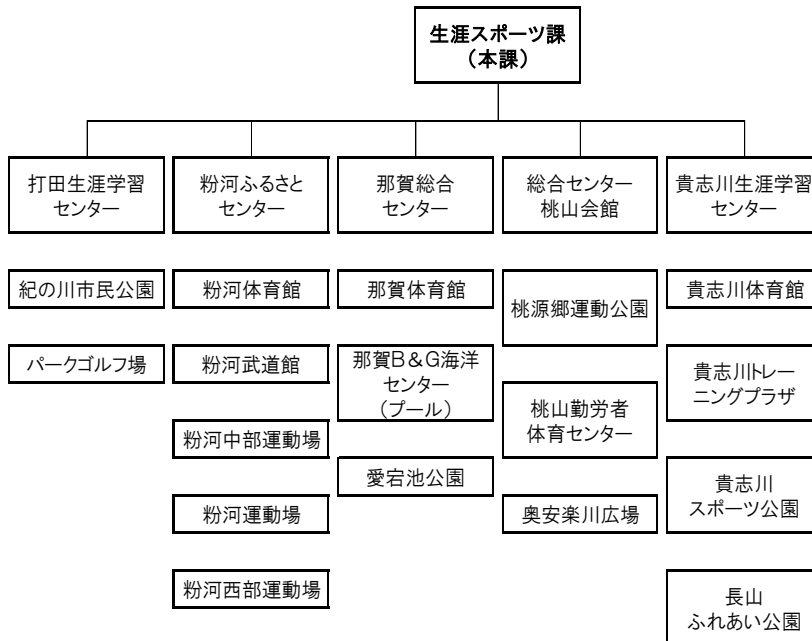 生涯スポーツ課
（本課）
打田生涯学習
センター
粉河ふるさと
センター
那賀総合
センター
総合センター
桃山会館
貴志川生涯学習
センター
紀の川市民公園
粉河体育館
那賀体育館
桃源郷運動公園
貴志川体育館
パークゴルフ場
粉河武道館
那賀B＆G海洋
センター
（プール）
桃山勤労者
体育センター
貴志川トレー
ニングプラザ
粉河中部運動場
愛宕池公園
貴志川
スポーツ公園
粉河運動場
奥安楽川広場
粉河西部運動場
長山
ふれあい公園